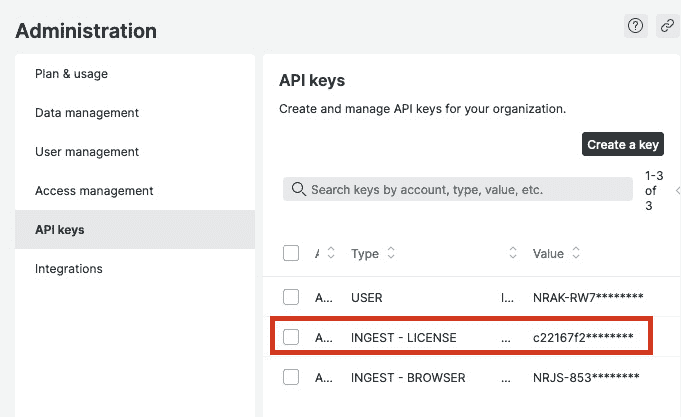 Administration
Plan & usage
Data management
User management
Access management
API keys
Integrations
API keys
Create and manage API keys for your organization.
Create a key
Search keys by account, type, value, etc.
1-3
of
3
Type Value
A... USER I... NRAK-RW7********
A... INGEST - LICENSE ... c22167f2********
A... INGEST - BROWSER ... NRJS-853********